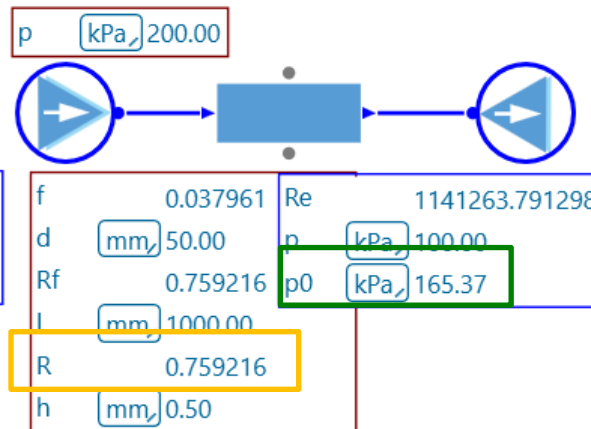 p kPa 200.00
f 0.037961
d mm 50.00
Rf 0.759216
l mm 1000.00
R 0.759216
h mm 0.50
Re 1141263.791298
p kPa 100.00
p0 kPa 165.37